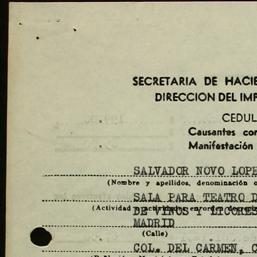 SECRETARIA DE HACIE
DIRECCION DEL IMP
CEDUL
Causantes con
Manifestación
SALVADOR NOVO LOPE
(Nombre y apellidos, denominación o
SALA PARA TEATRO D
(Actividad
DE VINOS Y LICORES
MADRID
(Calle)
COL. DEL CARMEN, C